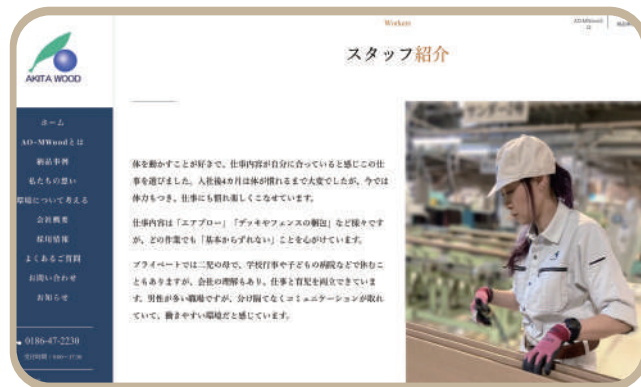 Workers
スタッフ紹介
AKITA WOOD
ホーム
AO-MWoodとは
納品事例
私たちの想い
環境について考える
会社概要
採用情報
よくあるご質問
お問い合わせ
お知らせ
0186-47-2230
体を動かすことが好きで、仕事内容が自分に合っていると感じこの仕
事を選びました。入社後4カ月は体が慣れるまで大変でしたが、今では
体力もつき、仕事にも慣れ楽しくこなせています。
仕事内容は「エアブロー」「デッキやフェンスの梱包」など様々です
が、どの作業でも「基本からずれない」ことを心がけています。
プライベートでは二児の母で、学校行事や子どもの病院などで休むこ
ともありますが、会社の理解もあり、仕事と育児を両立できていま
す。男性が多い職場ですが、分け隔てなくコミュニケーションが取れ
ていて、働きやすい環境だと感じています。